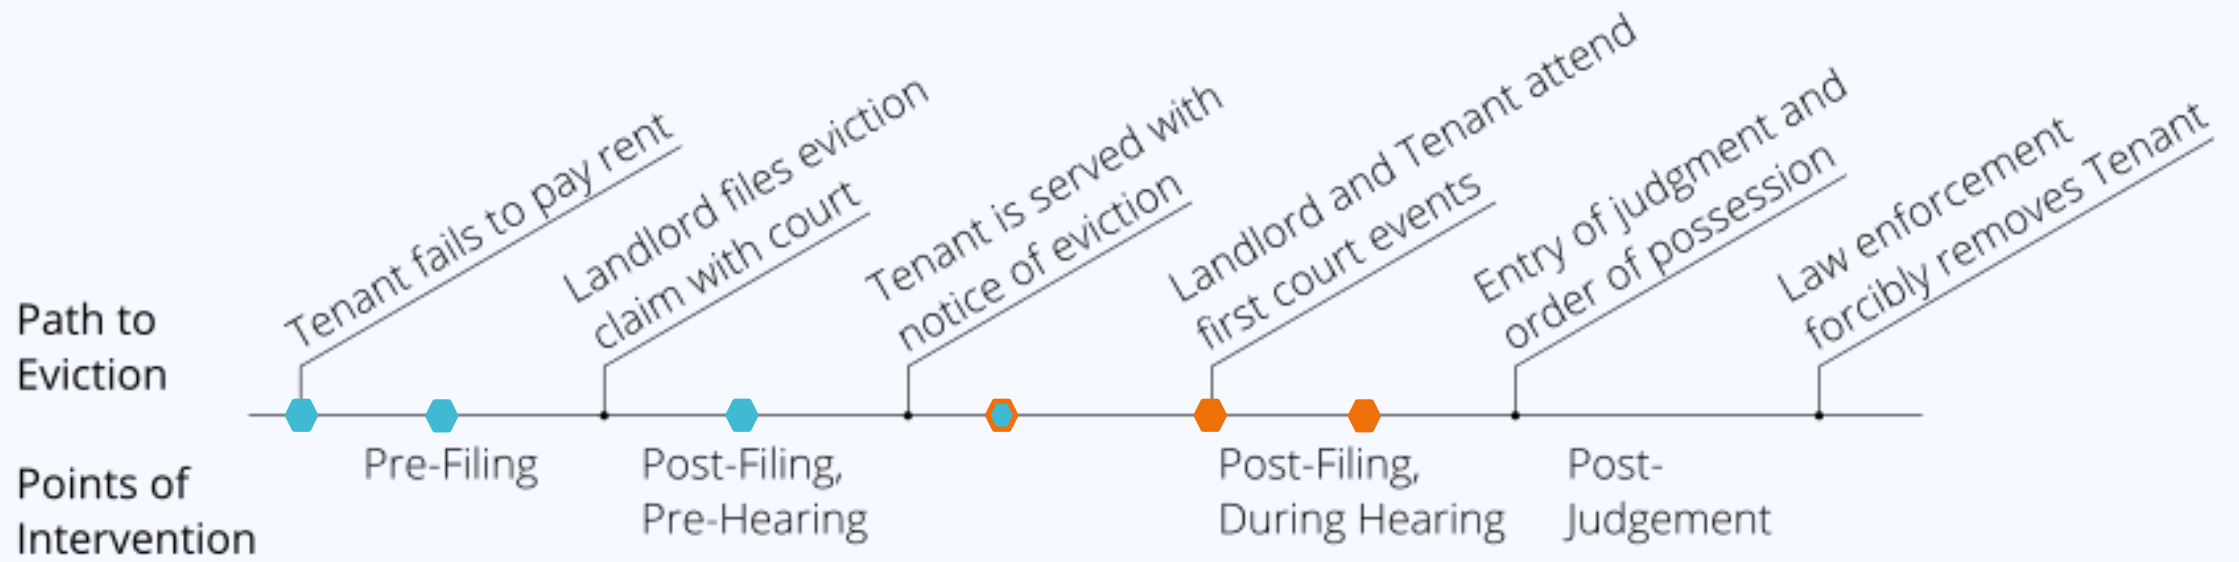 Path to
Eviction
Tenant fails to pay rent
Landlord files eviction
claim with court
Tenant is served with
notice of eviction
Landlord and Tenant attend
first court events
Entry of judgment and
order of possession
Law enforcement
forcibly removes Tenant
Points of
Intervention
Pre-Filing
Post-Filing,
Pre-Hearing
Post-Filing,
During Hearing
Post-
Judgement